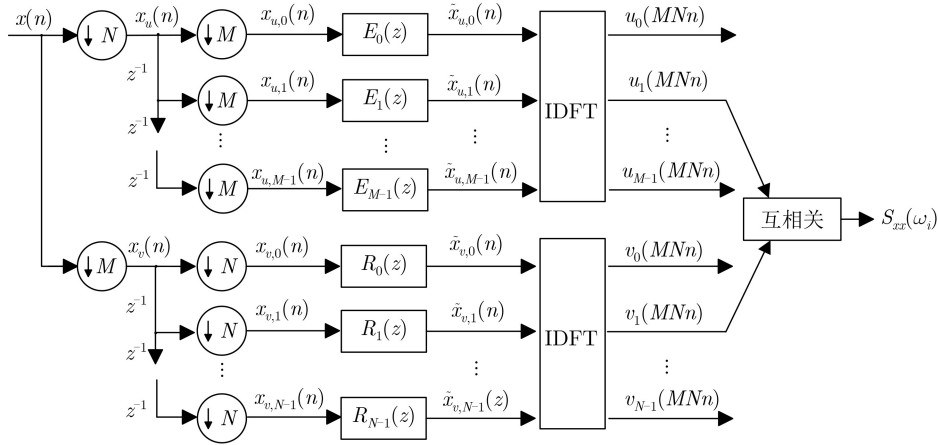 x(n) ↓ N x_u(n) ↓ M x_{u,0}(n) E_0(z) x̃_{u,0}(n) u_0(MNn)
z^{-1} ↓ M x_{u,1}(n) E_1(z) x̃_{u,1}(n) IDFT u_1(MNn)
z^{-1} ⋮ ⋮ ⋮ ⋮
z^{-1} ↓ M x_{u,M-1}(n) E_{M-1}(z) x̃_{u,M-1}(n) u_{M-1}(MNn)
互相关 S_{xx}(ω_i)
↓ M x_v(n) ↓ N x_{v,0}(n) R_0(z) x̃_{v,0}(n) v_0(MNn)
z^{-1} ↓ N x_{v,1}(n) R_1(z) x̃_{v,1}(n) IDFT v_1(MNn)
z^{-1} ⋮ ⋮ ⋮
z^{-1} ↓ N x_{v,N-1}(n) R_{N-1}(z) x̃_{v,N-1}(z) v_{N-1}(MNn)